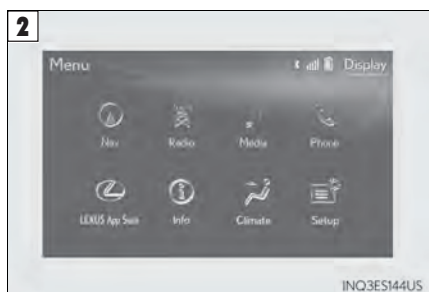 2
Menu Display
Nav Radio Media Phone
LEXUS App Suite Info Climate Setup
INQ3ES144US